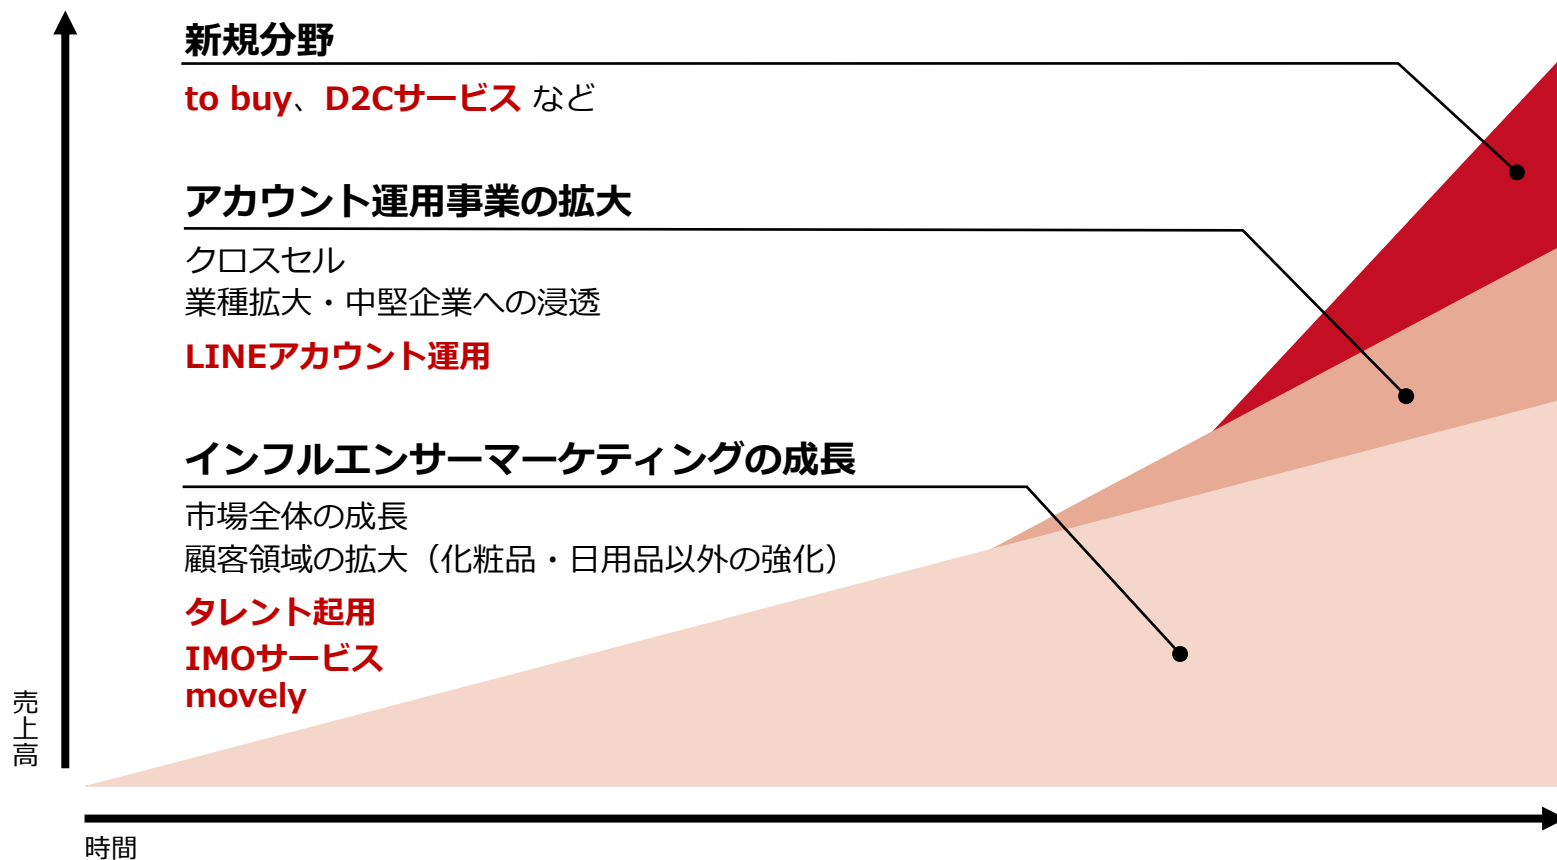 新規分野
to buy、D2Cサービス など
アカウント運用事業の拡大
クロスセル
業種拡大・中堅企業への浸透
LINEアカウント運用
インフルエンサーマーケティングの成長
市場全体の成長
顧客領域の拡大（化粧品・日用品以外の強化）
タレント起用
IMOサービス
movely
売上高
時間